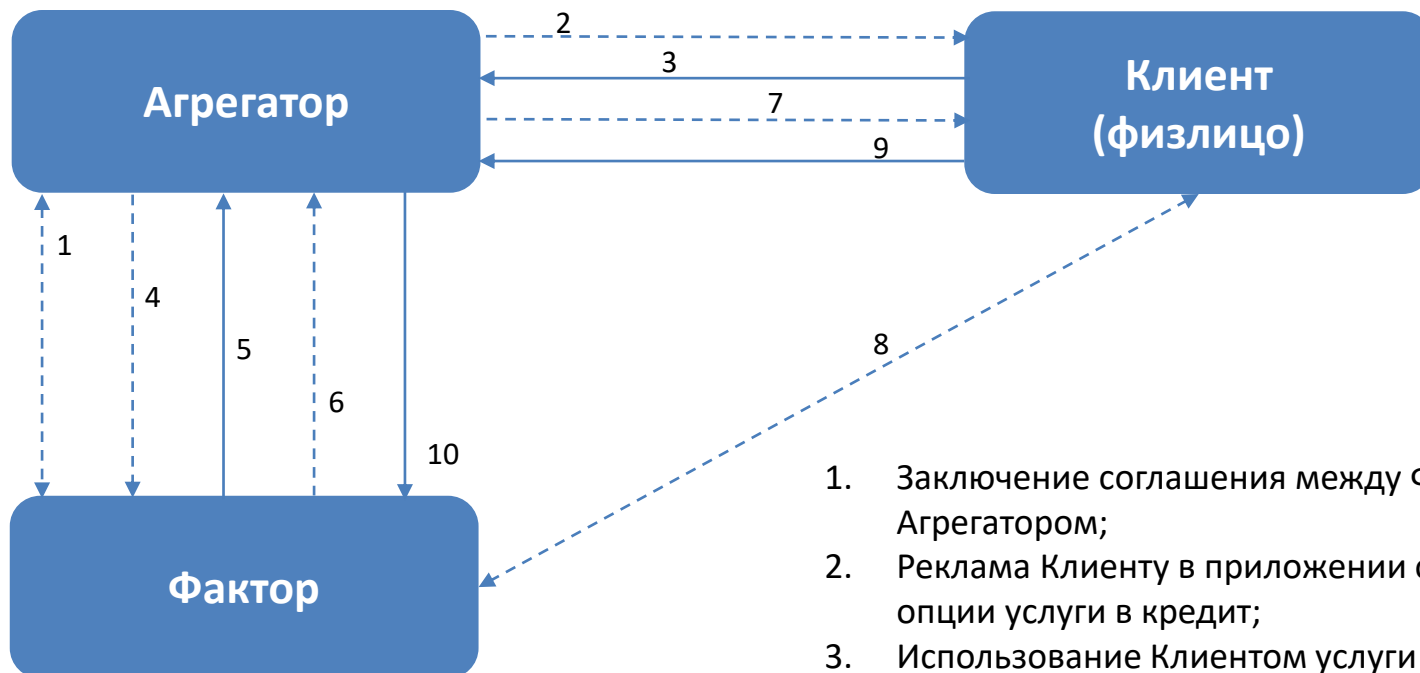 2
3
Агрегатор
7
9
Клиент
(физлицо)
1
4
5
6
8
10
Фактор
1. Заключение соглашения между
Агрегатором;
2. Реклама Клиенту в приложении
опции услуги в кредит;
3. Использование Клиентом услуги